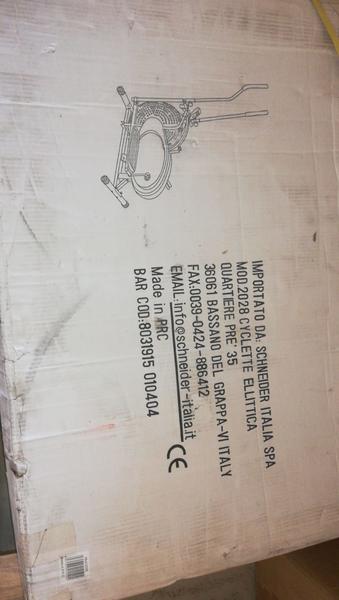 IMPORTATO DA: SCHNEIDER ITALIA SPA
MOD.2028 CYCLETTE ELLITTICA
QUARTIERE PRE' 35
36061 BASSANO DEL GRAPPA-VI ITALY
FAX.0039-0424-886412
EMAIL:info@schneider-italia.it
Made in PRC
BAR COD:8031915 010404
CE